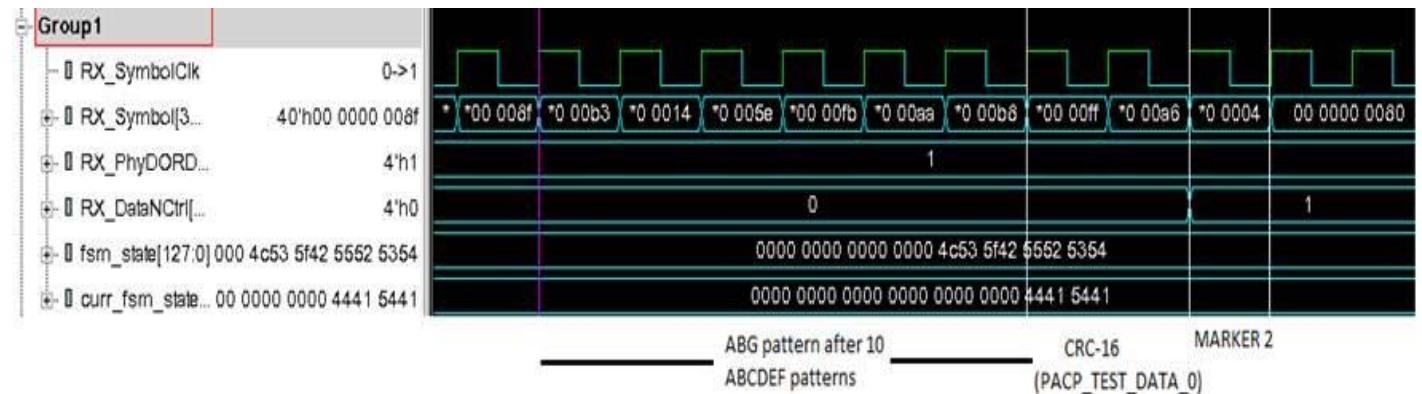 Group1
RX_SymbolClk 0->1
RX_Symbol[3... 40'h00 0000 008f * *00 008f *0 00b3 *0 0014 *0 005e *00 00fb *0 00aa *0 00b8 *00 00ff *0 00a6 *0 0004 00 0000 0080
RX_PhyDORD... 4'h1 1
RX_DataNCtrl[... 4'h0 0 1
fsm_state[127:0] 000 4c53 5f42 5552 5354 0000 0000 0000 0000 4c53 5f42 5552 5354
curr_fsm_state... 00 0000 0000 4441 5441 0000 0000 0000 0000 0000 0000 4441 5441
ABG pattern after 10 CRC-16 MARKER 2
ABCDEF patterns (PACP_TEST_DATA_0)